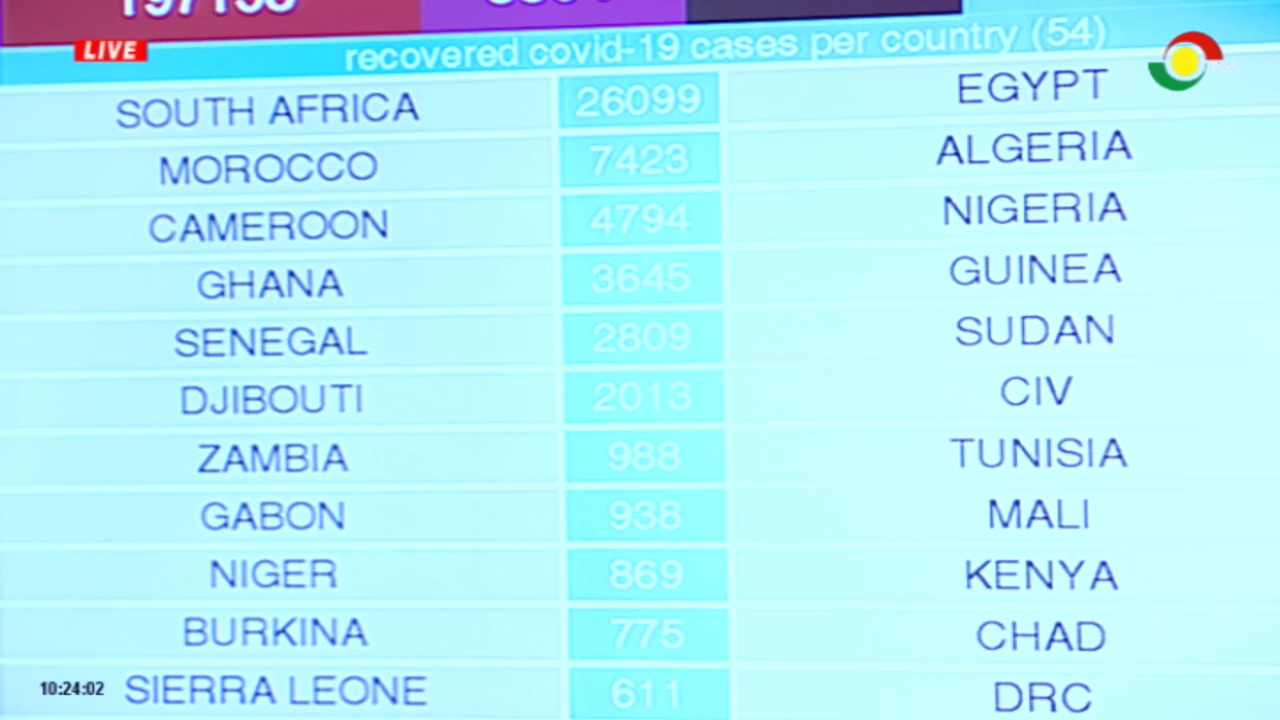 LIVE
recovered covid-19 cases per country (54)
SOUTH AFRICA 26099 EGYPT
MOROCCO 7423 ALGERIA
CAMEROON 4794 NIGERIA
GHANA 3645 GUINEA
SENEGAL 2809 SUDAN
DJIBOUTI 2013 CIV
ZAMBIA 988 TUNISIA
GABON 938 MALI
NIGER 869 KENYA
BURKINA 775 CHAD
10:24:02 SIERRA LEONE 611 DRC